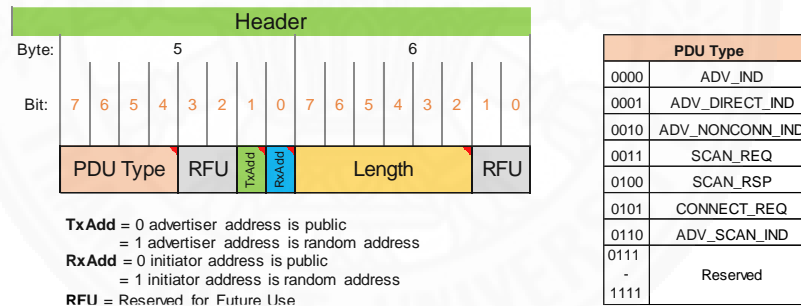 Header
Byte: 5 6
Bit: 7 6 5 4 3 2 1 0 7 6 5 4 3 2 1 0
PDU Type RFU TxAdd RxAdd Length RFU
TxAdd = 0 advertiser address is public
= 1 advertiser address is random address
RxAdd = 0 initiator address is public
= 1 initiator address is random address
RFU = Reserved for Future Use
PDU Type
0000 ADV_IND
0001 ADV_DIRECT_IND
0010 ADV_NONCONN_IND
0011 SCAN_REQ
0100 SCAN_RSP
0101 CONNECT_REQ
0110 ADV_SCAN_IND
0111
- Reserved
1111